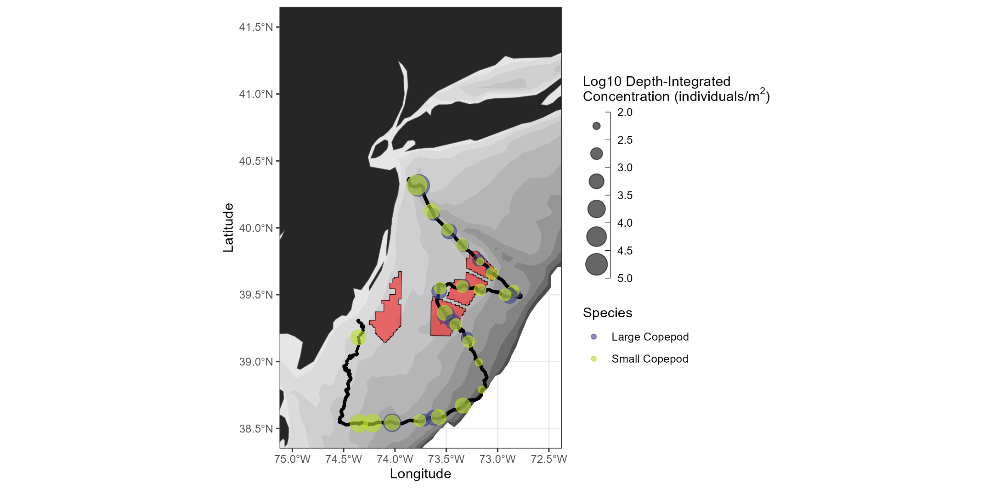 41.5°N
41.0°N
40.5°N
40.0°N
39.5°N
39.0°N
38.5°N
Latitude
75.0°W 74.5°W 74.0°W 73.5°W 73.0°W 72.5°W
Longitude
Log10 Depth-Integrated
Concentration (individuals/m²)
2.0
2.5
3.0
3.5
4.0
4.5
5.0
Species
Large Copepod
Small Copepod